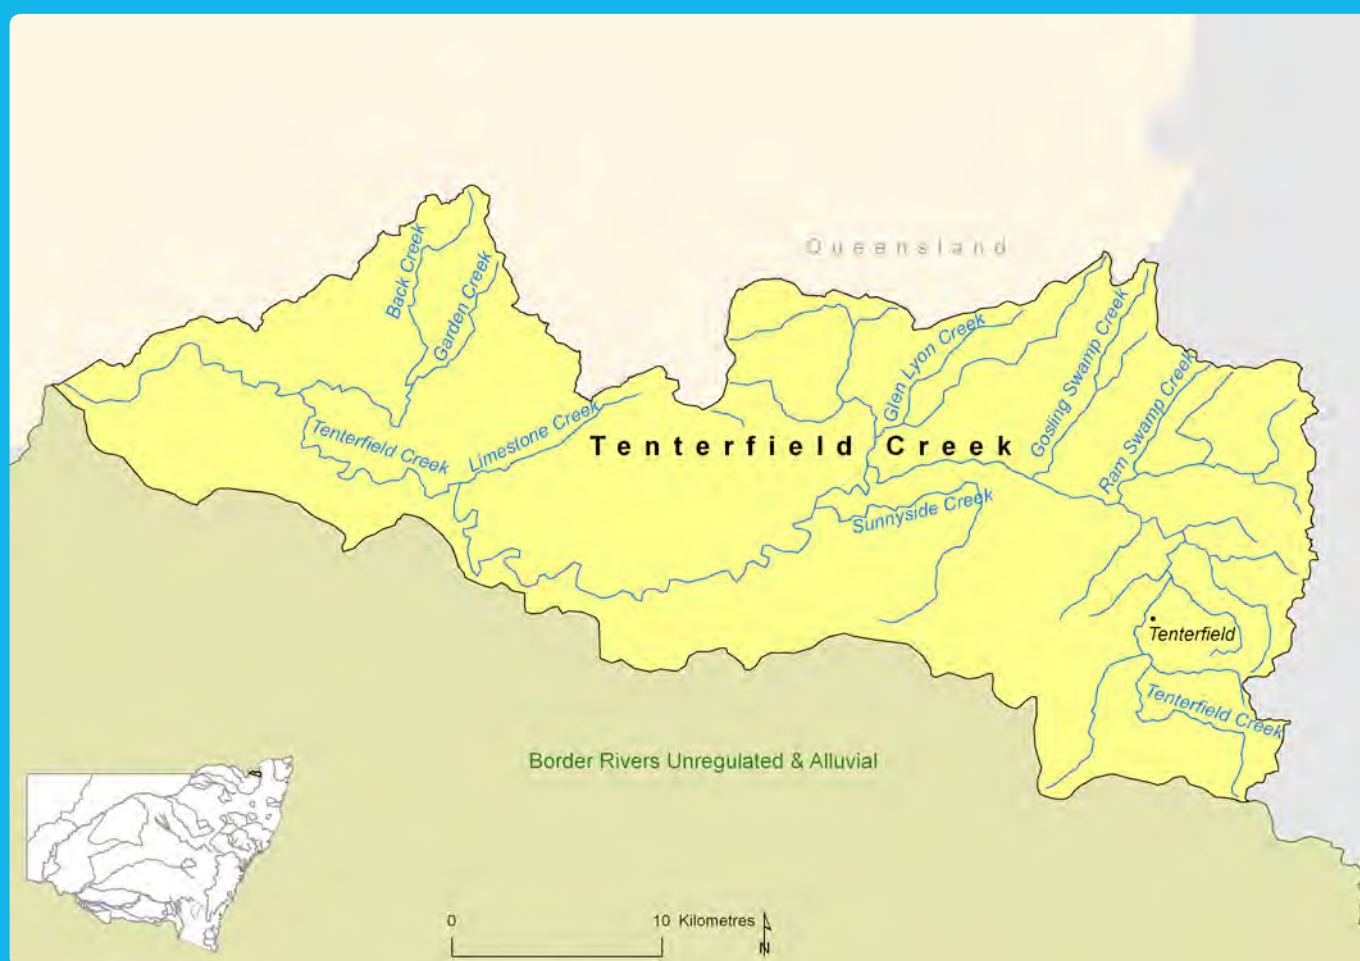 Queensland
Back Creek
Garden Creek
Glen Lyon Creek
Gosling Swamp Creek
Ram Swamp Creek
Limestone Creek
Tenterfield Creek
Tenterfield Creek
Sunnyside Creek
Tenterfield
Tenterfield Creek
Border Rivers Unregulated & Alluvial
0 10 Kilometres
N